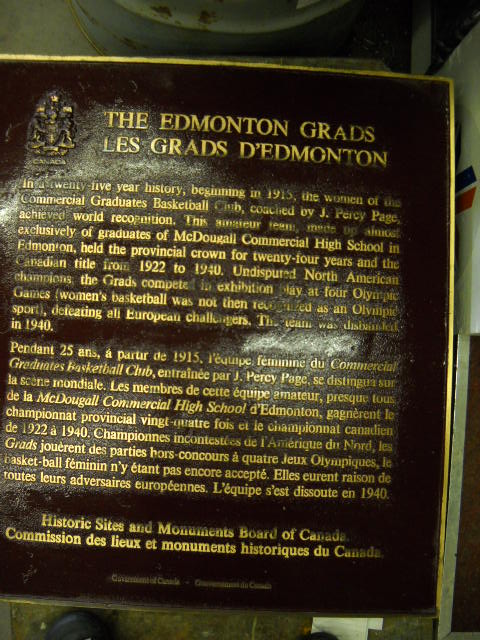 CANADA
THE EDMONTON GRADS
LES GRADS D'EDMONTON
In a twenty-five year history, beginning in 1915, the women of the
Commercial Graduates Basketball Club, coached by J. Percy Page,
achieved world recognition. This amateur team, made up almost
exclusively of graduates of McDougall Commercial High School in
Edmonton, held the provincial crown for twenty-four years and the
Canadian title from 1922 to 1940. Undisputed North American
champions, the Grads competed in exhibition play at four Olympic
Games (women's basketball was not then recognized as an Olympic
sport), defeating all European challengers. The team was disbanded
in 1940.
Pendant 25 ans, à partir de 1915, l'équipe féminine du Commercial
Graduates Basketball Club, entraînée par J. Percy Page, se distingua sur
la scène mondiale. Les membres de cette équipe amateur, presque tous
de la McDougall Commercial High School d'Edmonton, gagnèrent le
championnat provincial vingt-quatre fois et le championnat canadien
de 1922 à 1940. Championnes incontestées de l'Amérique du Nord, les
Grads jouèrent des parties hors-concours à quatre Jeux Olympiques, le
basket-ball féminin n'y étant pas encore accepté. Elles eurent raison de
toutes leurs adversaires européennes. L'équipe s'est dissoute en 1940.
Historic Sites and Monuments Board of Canada.
Commission des lieux et monuments historiques du Canada.
Government of Canada - Gouvernement du Canada